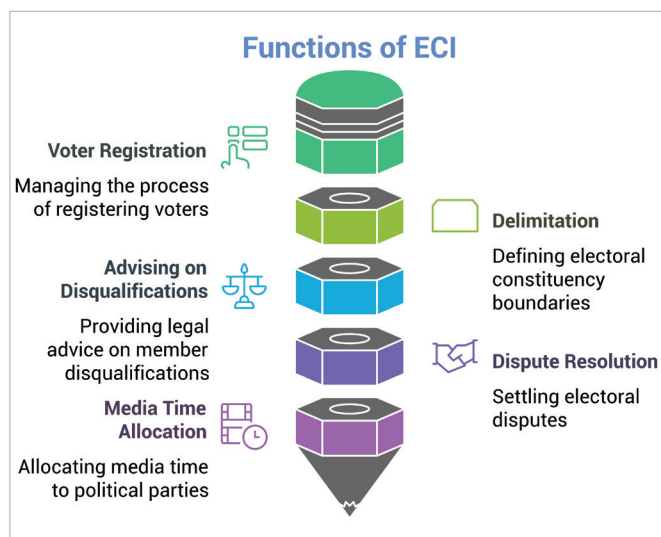 Functions of ECI
Voter Registration
Managing the process
of registering voters
Delimitation
Defining electoral
constituency
boundaries
Advising on
Disqualifications
Providing legal
advice on member
disqualifications
Dispute Resolution
Settling electoral
disputes
Media Time
Allocation
Allocating media time
to political parties